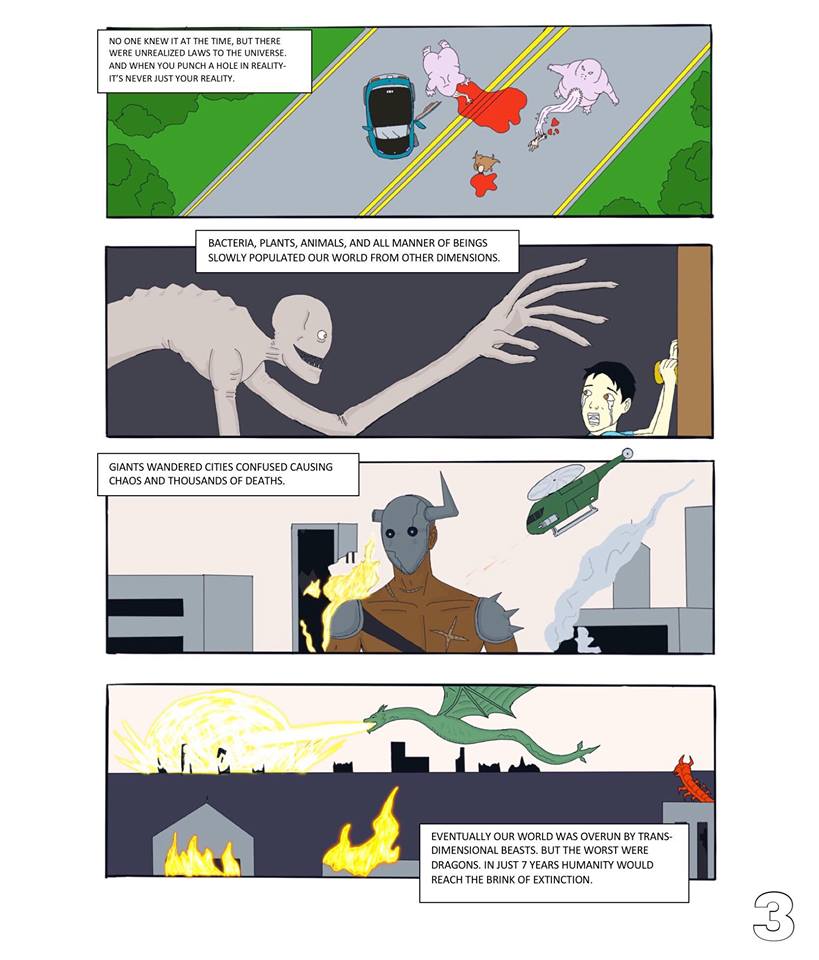 NO ONE KNEW IT AT THE TIME, BUT THERE
WERE UNREALIZED LAWS TO THE UNIVERSE.
AND WHEN YOU PUNCH A HOLE IN REALITY-
IT'S NEVER JUST YOUR REALITY.
BACTERIA, PLANTS, ANIMALS, AND ALL MANNER OF BEINGS
SLOWLY POPULATED OUR WORLD FROM OTHER DIMENSIONS.
GIANTS WANDERED CITIES CONFUSED CAUSING
CHAOS AND THOUSANDS OF DEATHS.
EVENTUALLY OUR WORLD WAS OVERUN BY TRANS-
DIMENSIONAL BEASTS. BUT THE WORST WERE
DRAGONS. IN JUST 7 YEARS HUMANITY WOULD
REACH THE BRINK OF EXTINCTION.
3